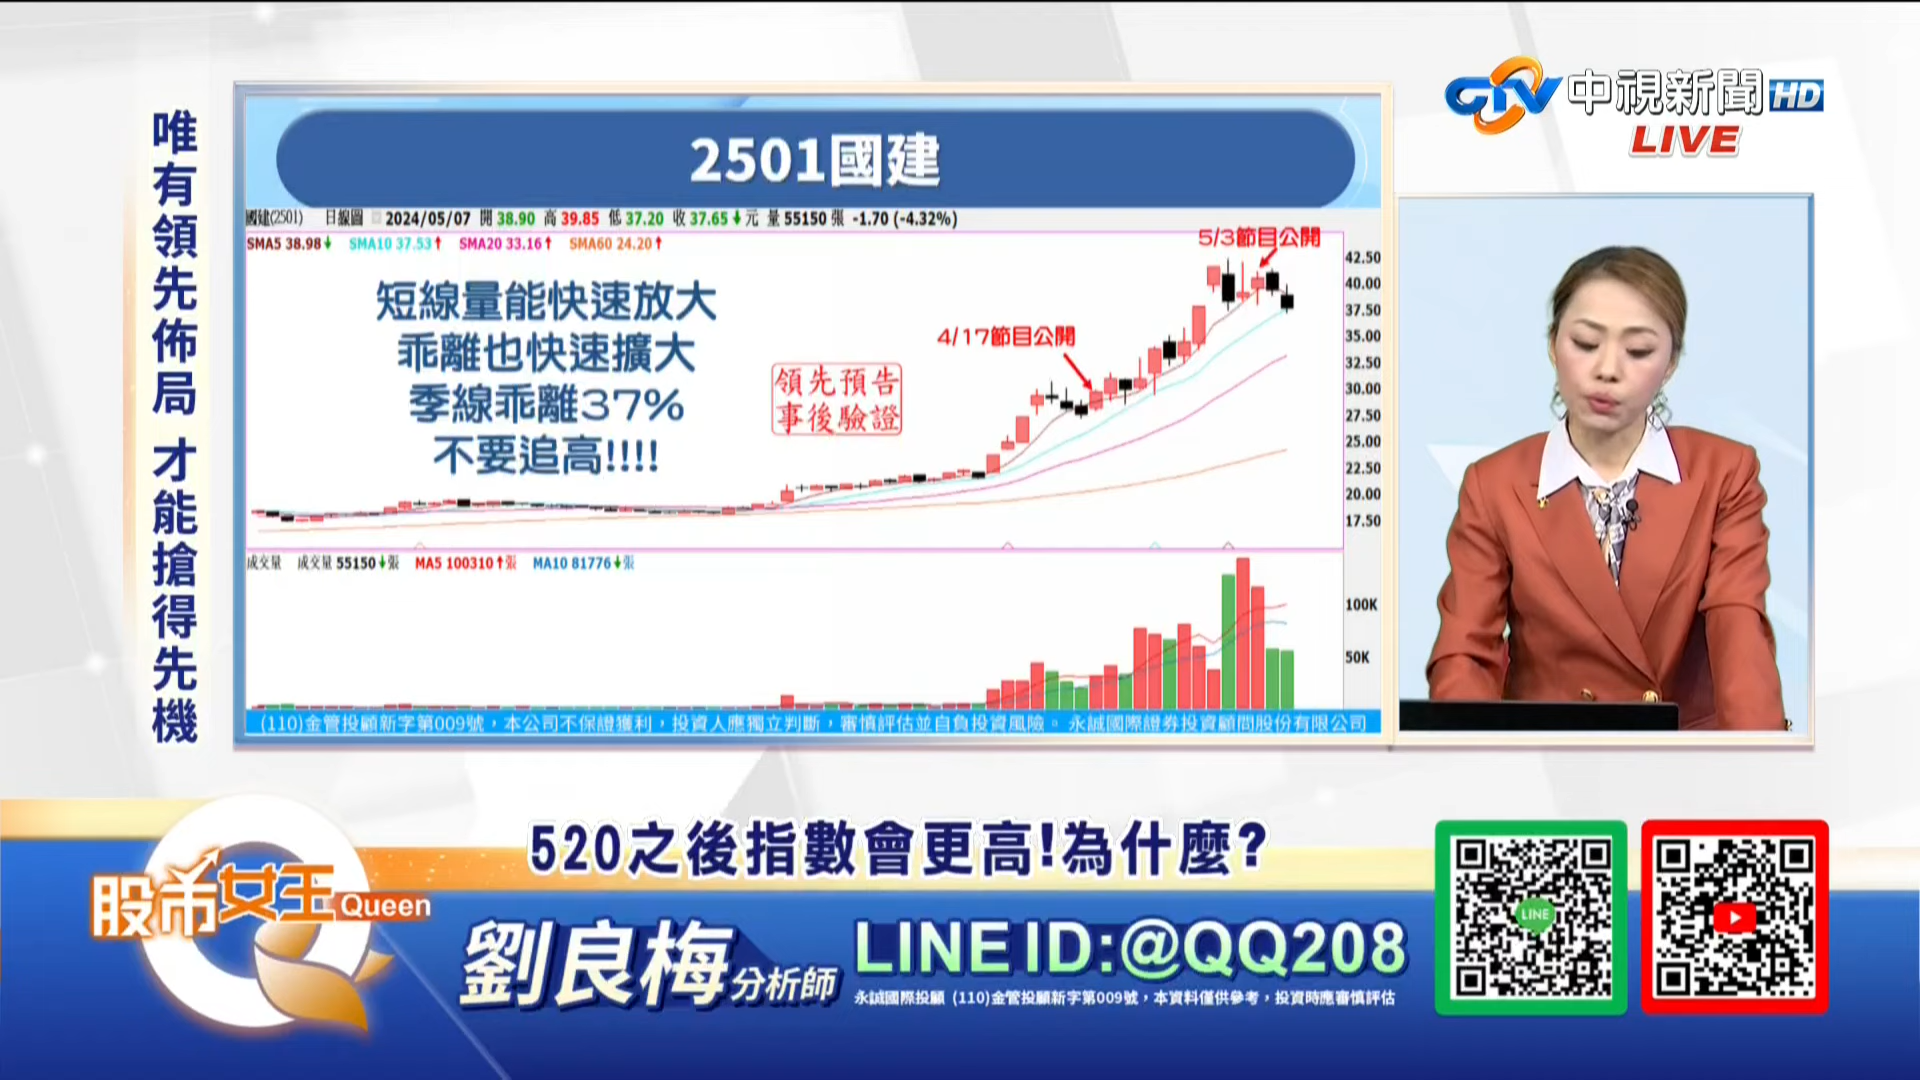 唯有領先佈局 才能搶得先機
CTV 中視新聞 HD
LIVE
2501國建
國建(2501) 日線圖 2024/05/07 開 38.90 高 39.85 低 37.20 收 37.65↓元 量 55150 張 -1.70 (-4.32%)
SMA5 38.98↓ SMA10 37.53↑ SMA20 33.16↑ SMA60 24.20↑
5/3節目公開
短線量能快速放大
乖離也快速擴大
季線乖離37%
不要追高!!!!
4/17節目公開
領先預告
事後驗證
42.50
40.00
37.50
35.00
32.50
30.00
27.50
25.00
22.50
20.00
17.50
成交量 成交量 55150↓張 MA5 100310↑張 MA10 81776↓張
100K
50K
(110)金管投顧新字第009號，本公司不保證獲利，投資人應獨立判斷，審慎評估並自負投資風險。 永誠國際證券投資顧問股份有限公司
520之後指數會更高!為什麼?
股市女王Queen
劉良梅分析師
LINE ID:@QQ208
永誠國際投顧 (110)金管投顧新字第009號，本資料僅供參考，投資時應審慎評估
LINE